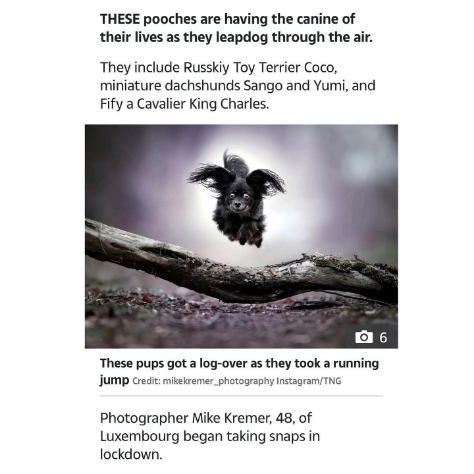 THESE pooches are having the canine of
their lives as they leapdog through the air.
They include Russkiy Toy Terrier Coco,
miniature dachshunds Sango and Yumi, and
Fify a Cavalier King Charles.
6
These pups got a log-over as they took a running
jump Credit: mikekremer_photography Instagram/TNG
Photographer Mike Kremer, 48, of
Luxembourg began taking snaps in
lockdown.